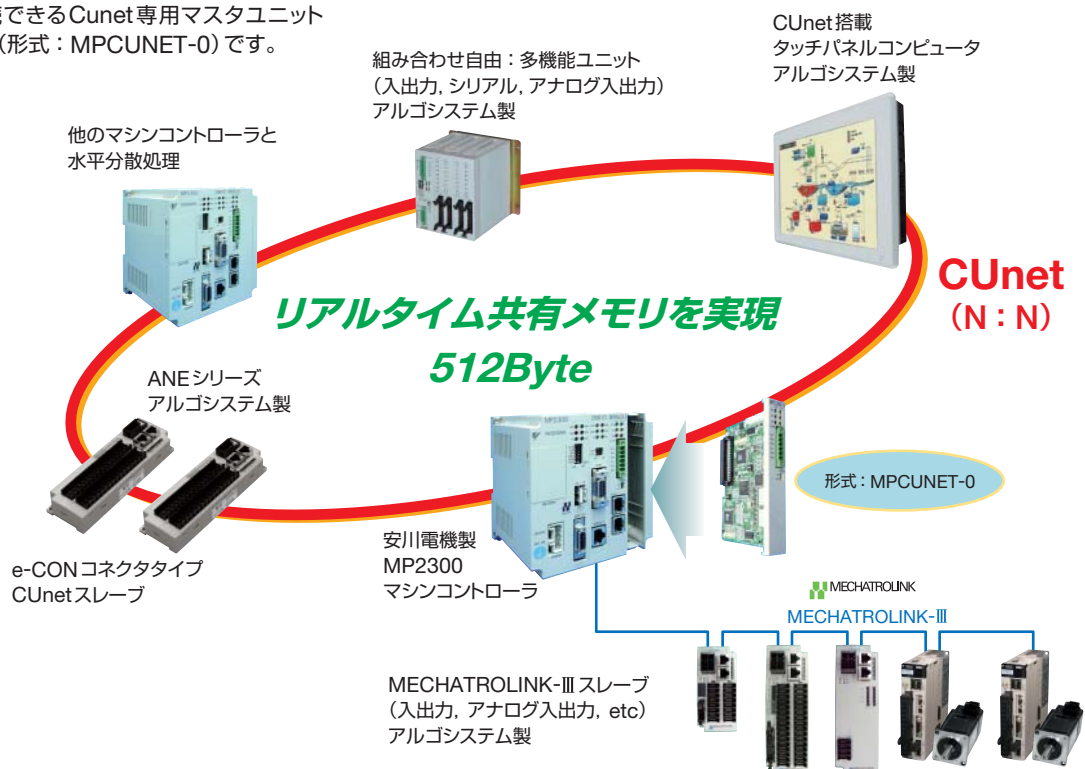 できるCunet専用マスタユニット
(形式：MPCUNET-0)です。
組み合わせ自由：多機能ユニット
(入出力, シリアル, アナログ入出力)
アルゴシステム製
CUnet搭載
タッチパネルコンピュータ
アルゴシステム製
他のマシンコントローラと
水平分散処理
CUnet
(N：N)
リアルタイム共有メモリを実現
512Byte
ANEシリーズ
アルゴシステム製
e-CONコネクタタイプ
CUnetスレーブ
MP2300
形式：MPCUNET-0
安川電機製
MP2300
マシンコントローラ
MECHATROLINK
MECHATROLINK-Ⅲ
MECHATROLINK-Ⅲスレーブ
(入出力, アナログ入出力, etc)
アルゴシステム製